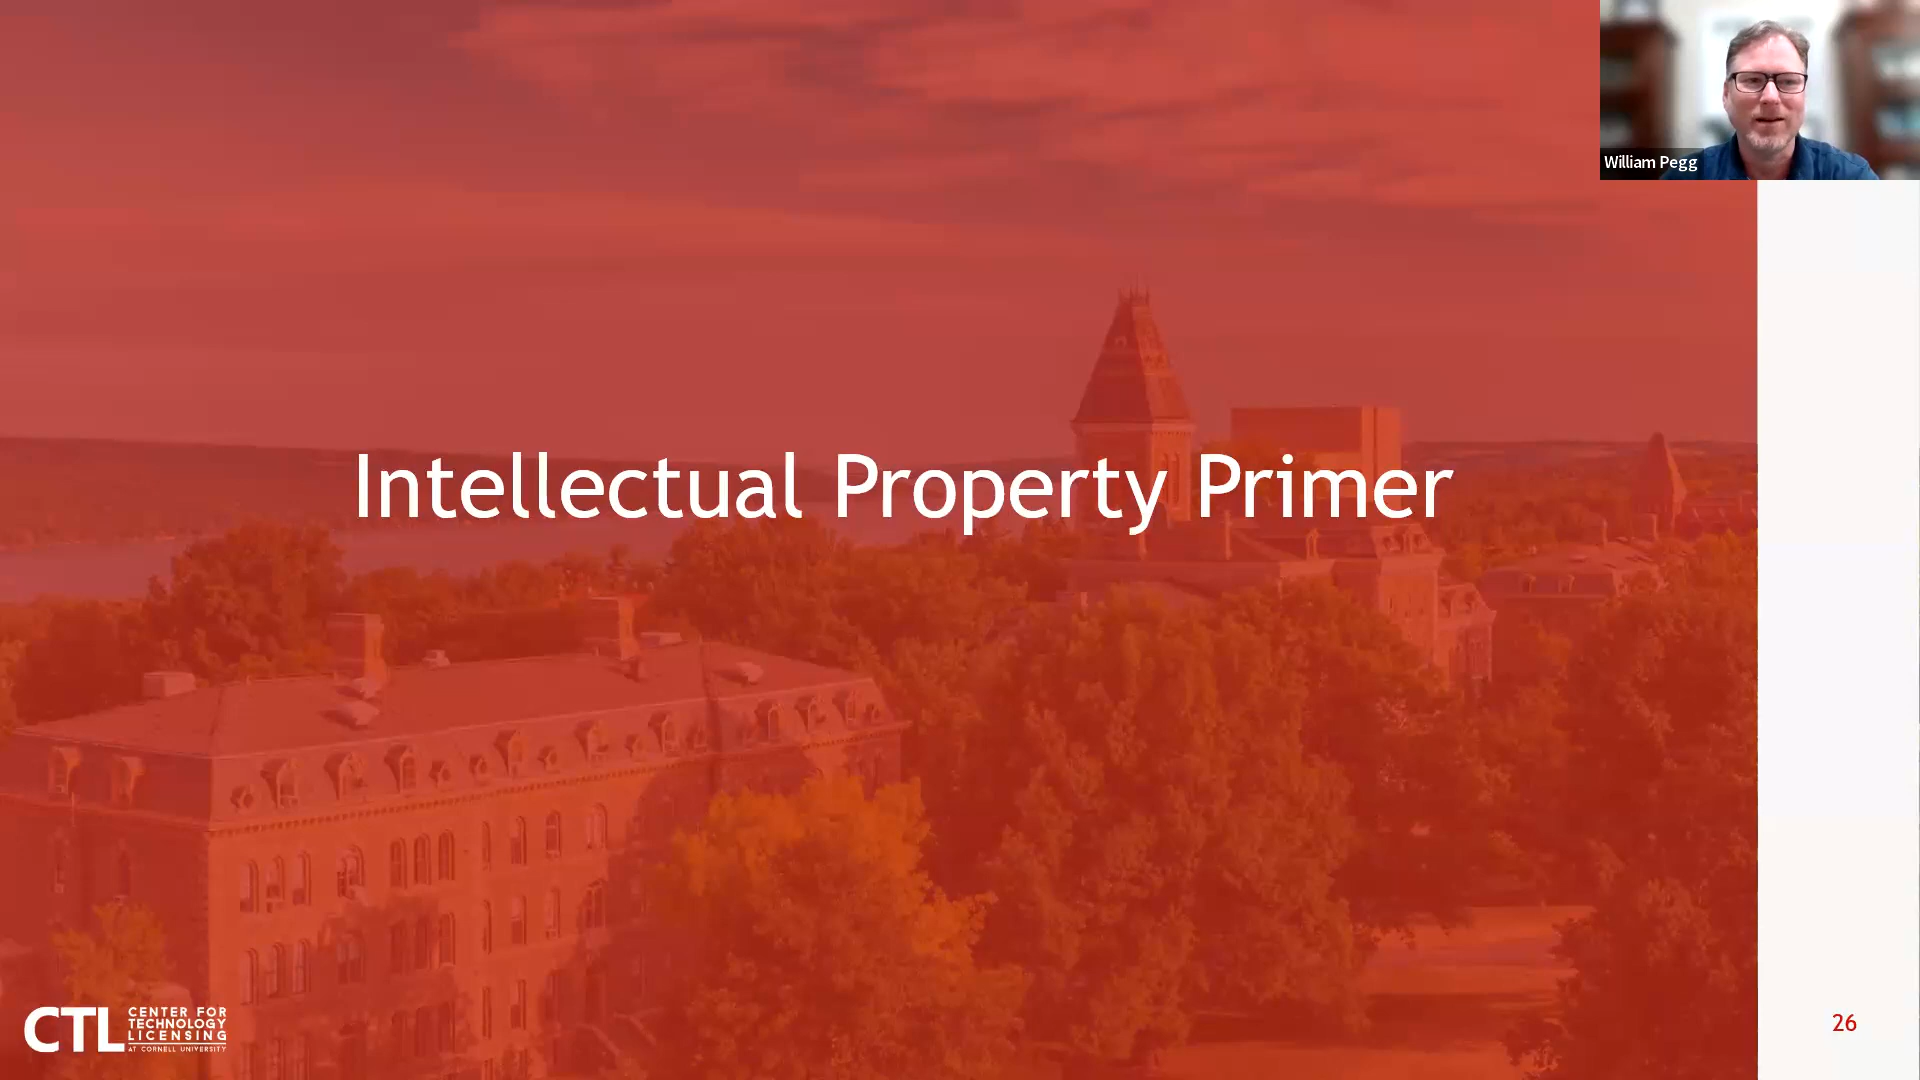 William Pegg
Intellectual Property Primer
CTL
CENTER FOR
TECHNOLOGY
LICENSING
AT CORNELL UNIVERSITY
26